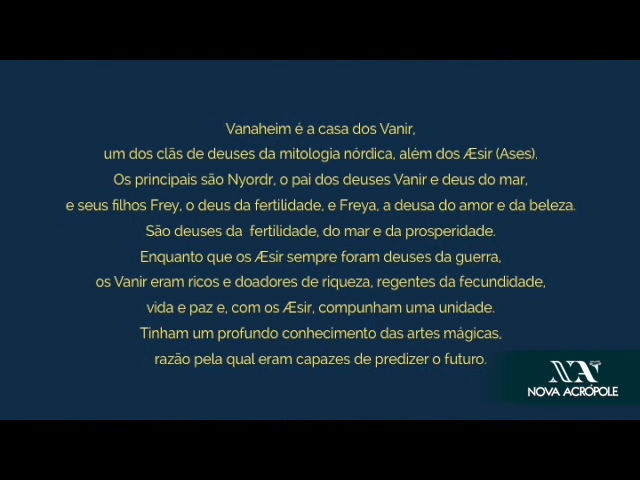 Vanaheim é a casa dos Vanir,
um dos clãs de deuses da mitologia nórdica, além dos Æsir (Ases).
Os principais são Nyordr, o pai dos deuses Vanir e deus do mar,
e seus filhos Frey, o deus da fertilidade, e Freya, a deusa do amor e da beleza.
São deuses da fertilidade, do mar e da prosperidade.
Enquanto que os Æsir sempre foram deuses da guerra,
os Vanir eram ricos e doadores de riqueza, regentes da fecundidade,
vida e paz e, com os Æsir, compunham uma unidade.
Tinham um profundo conhecimento das artes mágicas,
razão pela qual eram capazes de predizer o futuro.
NA
NOVA ACRÓPOLE